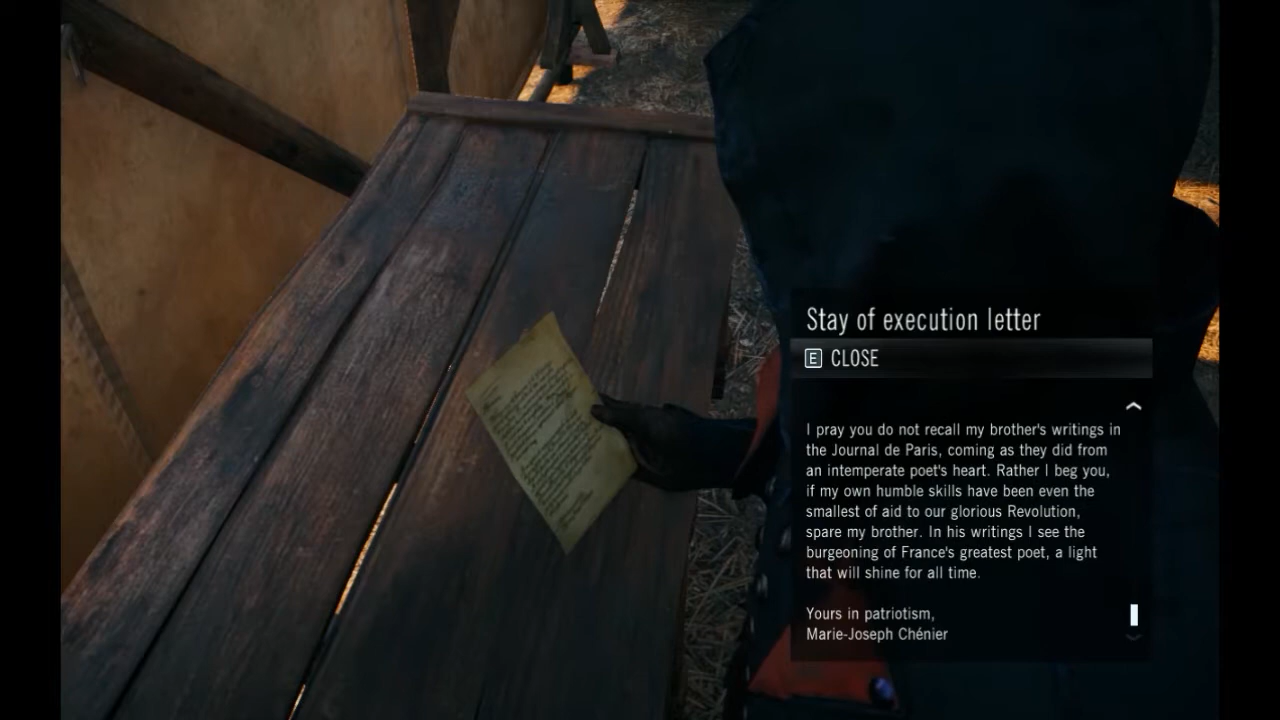 Stay of execution letter
E CLOSE
I pray you do not recall my brother's writings in
the Journal de Paris, coming as they did from
an intemperate poet's heart. Rather I beg you,
if my own humble skills have been even the
smallest of aid to our glorious Revolution,
spare my brother. In his writings I see the
burgeoning of France's greatest poet, a light
that will shine for all time.
Yours in patriotism,
Marie-Joseph Chénier